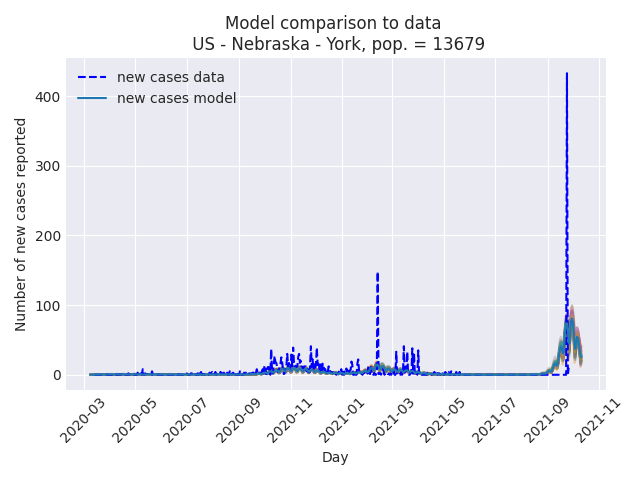 Model comparison to data
US - Nebraska - York, pop. = 13679
new cases data
new cases model
Number of new cases reported
400
300
200
100
0
2020-03
2020-05
2020-07
2020-09
2020-11
2021-01
2021-03
2021-05
2021-07
2021-09
2021-11
Day